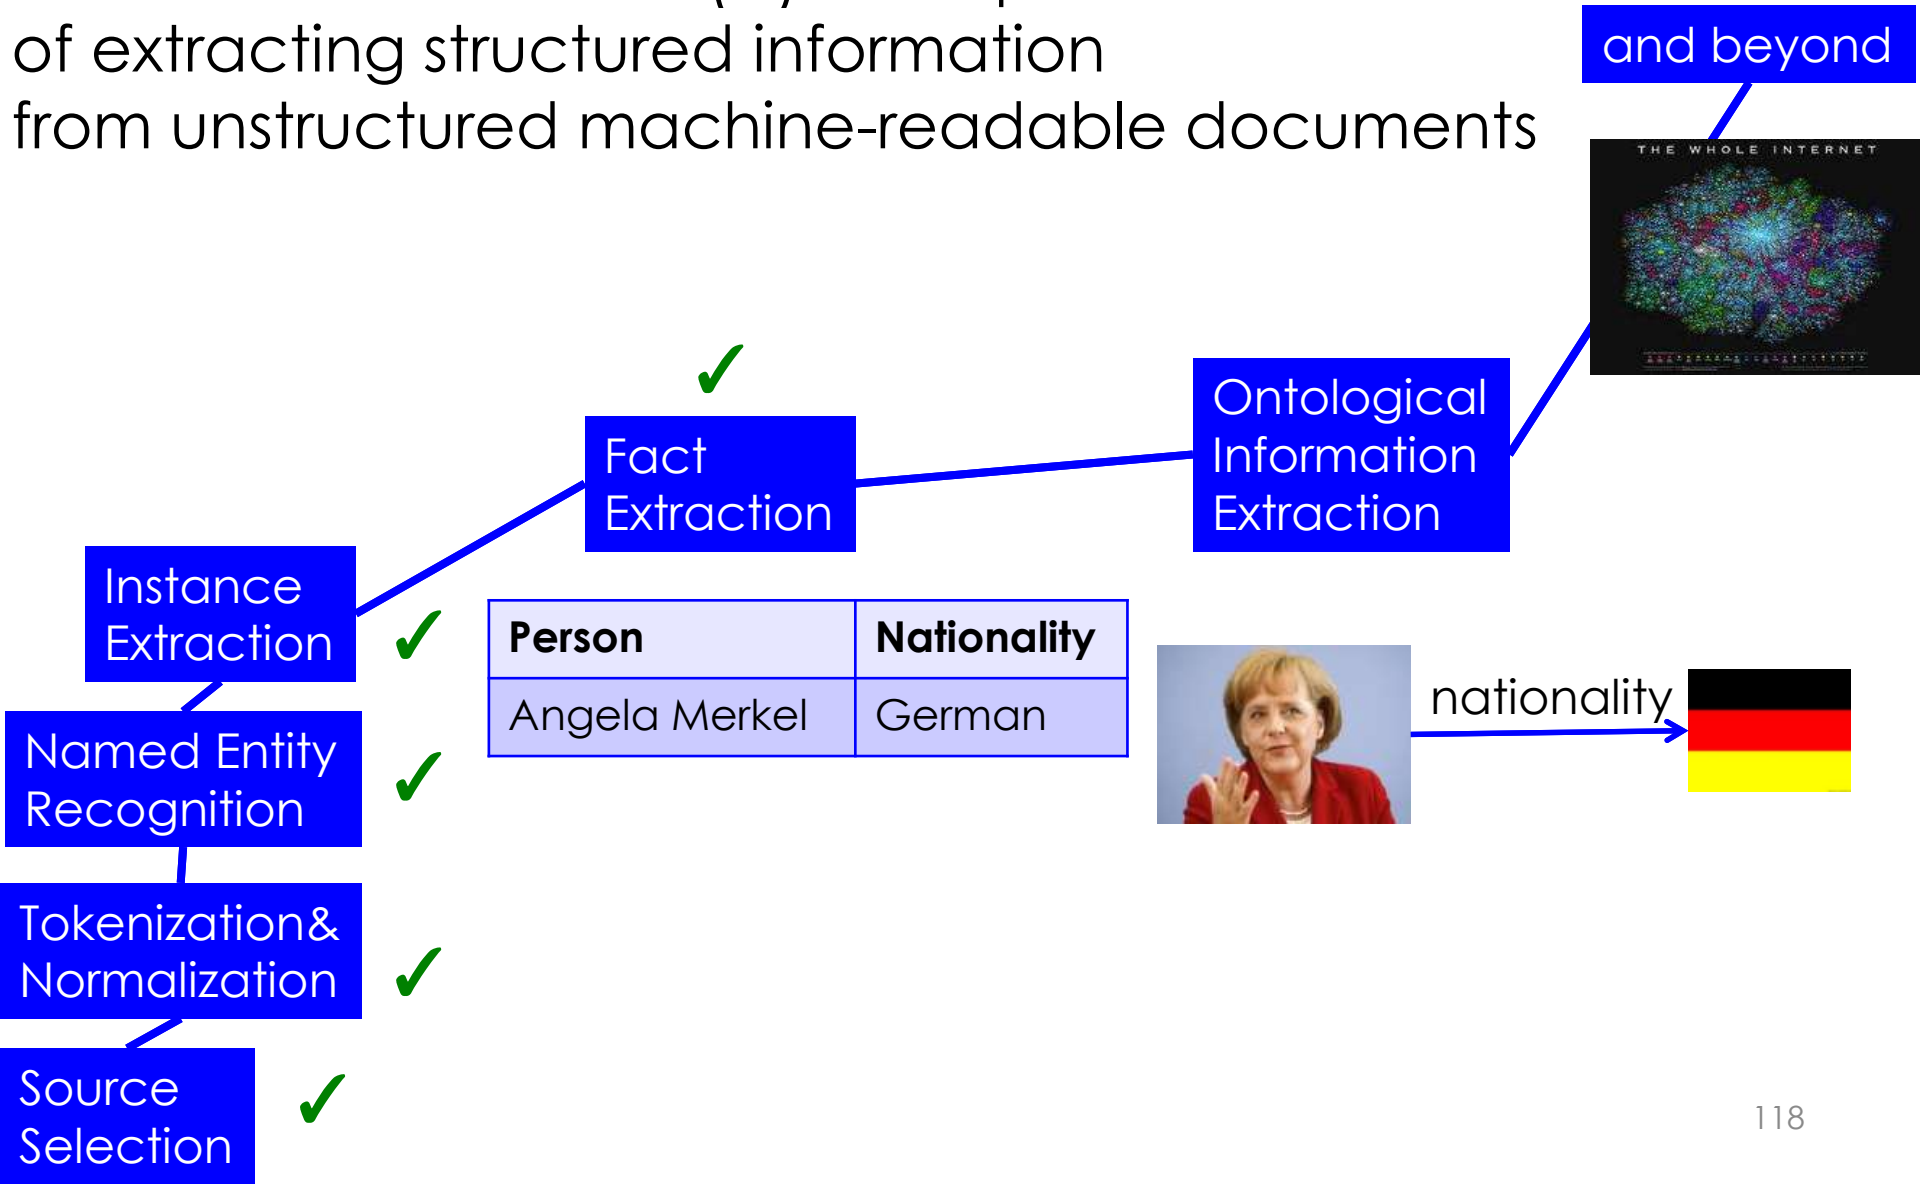 of extracting structured information
from unstructured machine-readable documents
and beyond
THE WHOLE INTERNET
Ontological
Information
Extraction
Fact
Extraction
Instance
Extraction
Person Nationality
Angela Merkel German
nationality
Named Entity
Recognition
Tokenization&
Normalization
Source
Selection
118